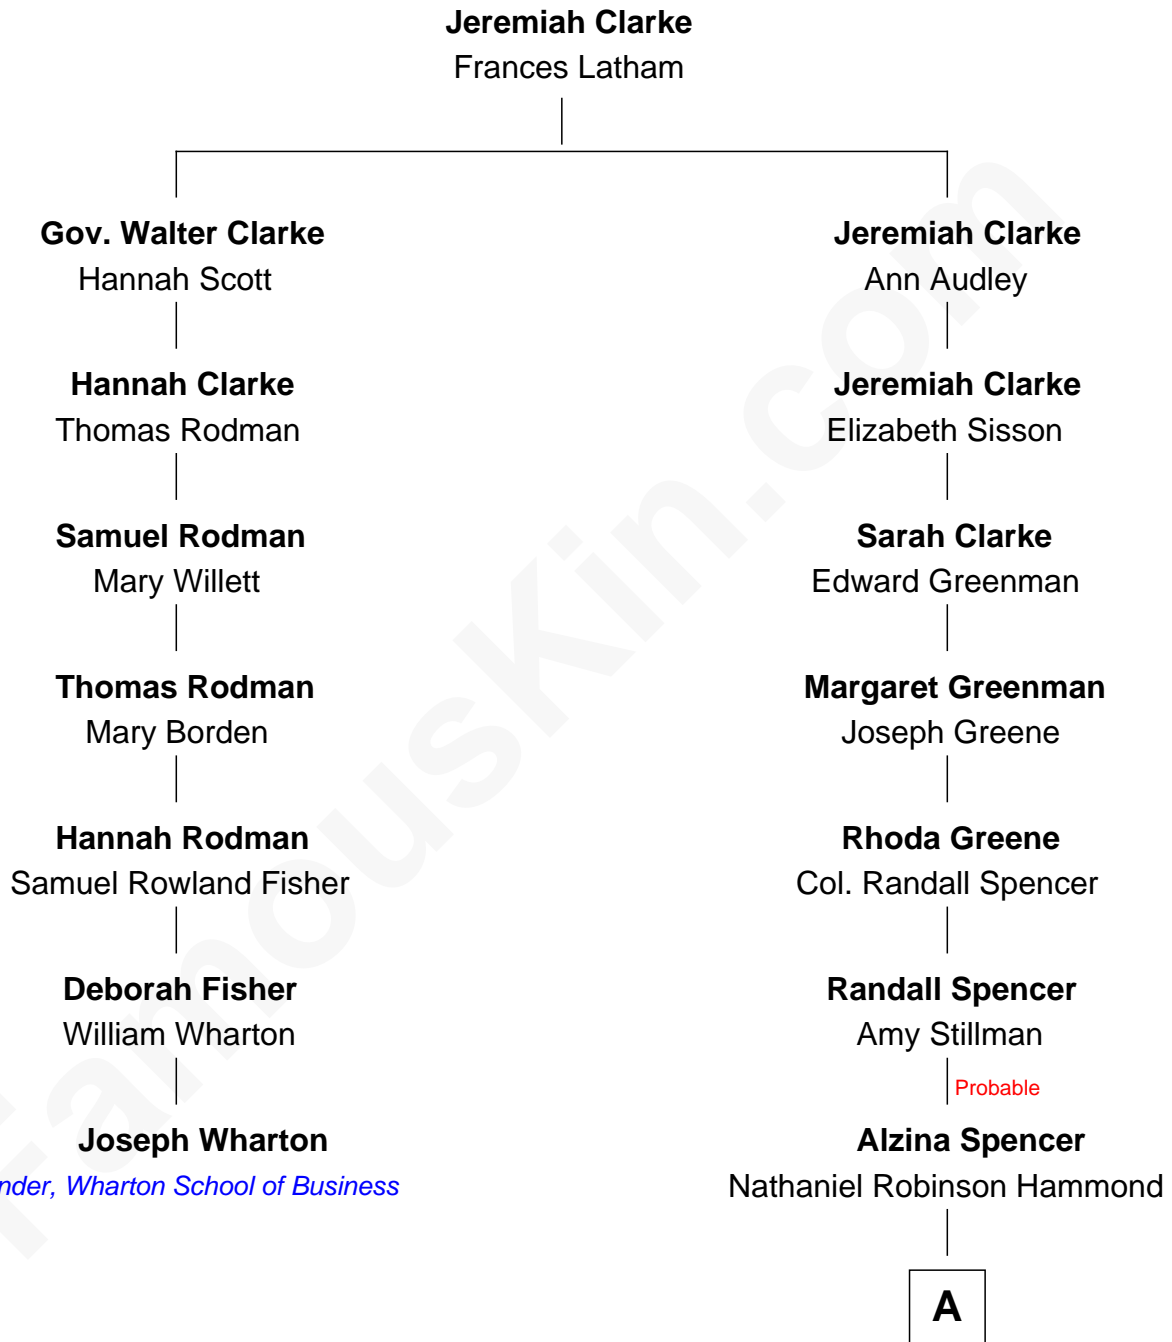 Jeremiah Clarke
Frances Latham
Gov. Walter Clarke
Hannah Scott
Hannah Clarke
Thomas Rodman
Samuel Rodman
Mary Willett
Thomas Rodman
Mary Borden
Hannah Rodman
Samuel Rowland Fisher
Deborah Fisher
William Wharton
Joseph Wharton
nder, Wharton School of Business
Jeremiah Clarke
Ann Audley
Jeremiah Clarke
Elizabeth Sisson
Sarah Clarke
Edward Greenman
Margaret Greenman
Joseph Greene
Rhoda Greene
Col. Randall Spencer
Randall Spencer
Amy Stillman
Probable
Alzina Spencer
Nathaniel Robinson Hammond
A
FamousKin.com